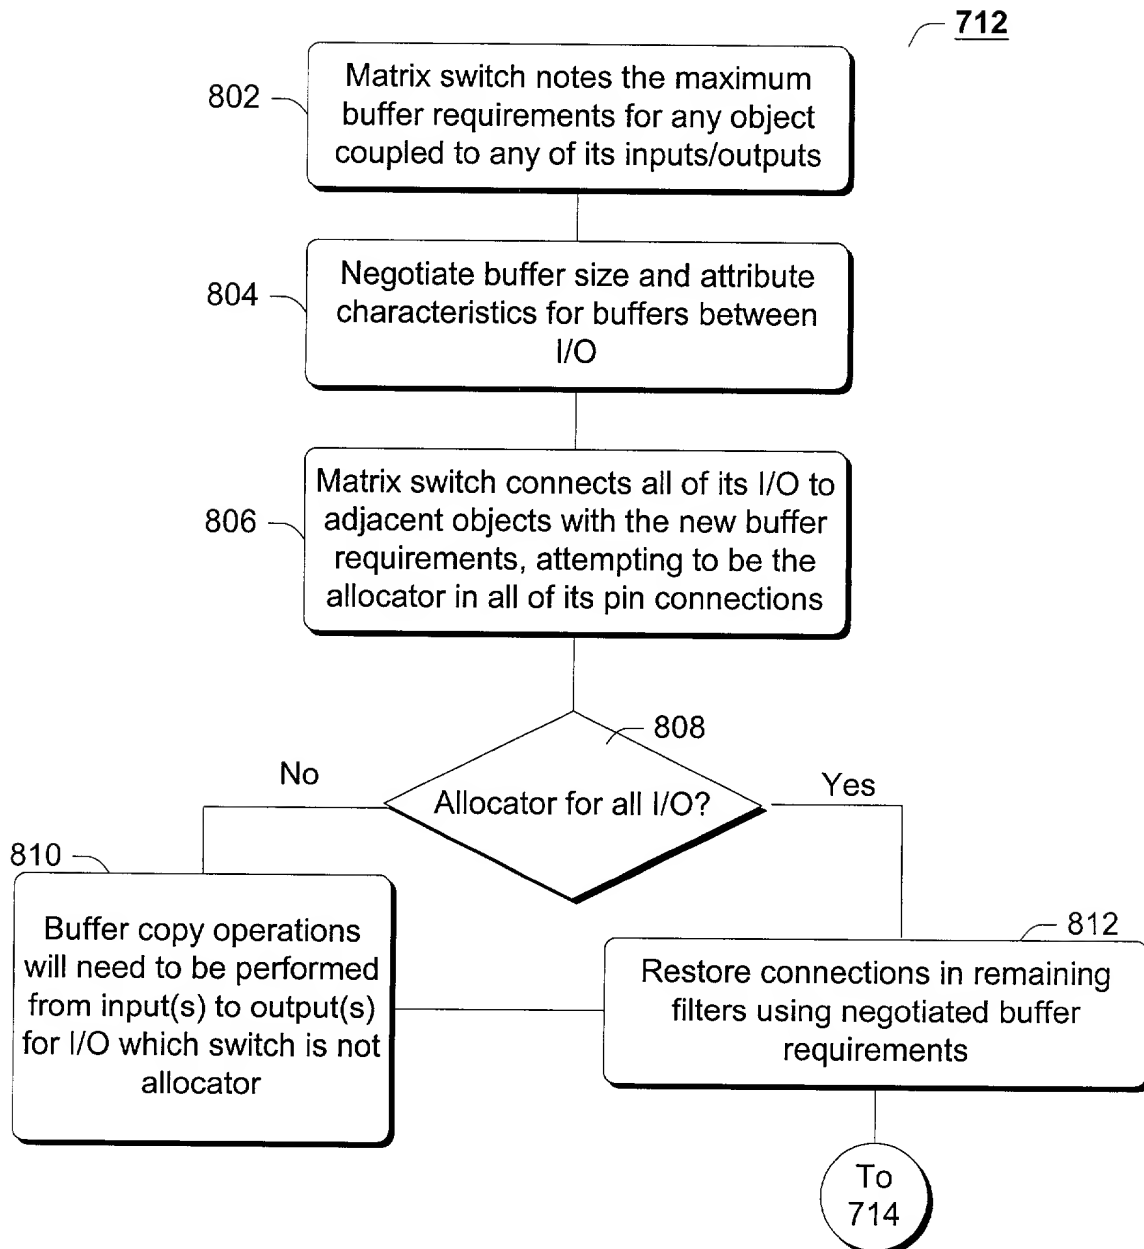 712
802
Matrix switch notes the maximum
buffer requirements for any object
coupled to any of its inputs/outputs
804
Negotiate buffer size and attribute
characteristics for buffers between
I/O
806
Matrix switch connects all of its I/O to
adjacent objects with the new buffer
requirements, attempting to be the
allocator in all of its pin connections
808
No
Allocator for all I/O?
Yes
810
Buffer copy operations
will need to be performed
from input(s) to output(s)
for I/O which switch is not
allocator
812
Restore connections in remaining
filters using negotiated buffer
requirements
To
714